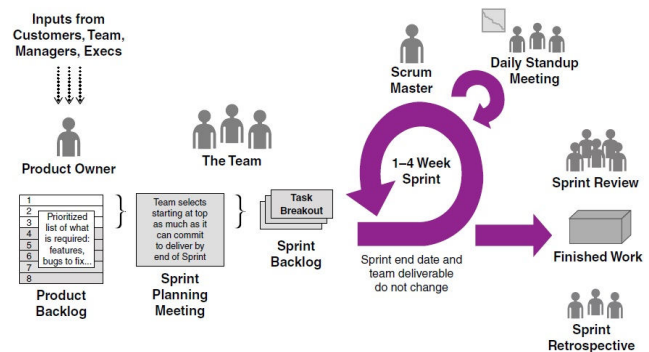 Inputs from
Customers, Team,
Managers, Execs
Product Owner
The Team
Scrum
Master
Daily Standup
Meeting
1
2
3
4
5
6
7
8
Prioritized
list of what
is required:
features,
bugs to fix...
Product
Backlog
Team selects
starting at top
as much as it
can commit
to deliver by
end of Sprint
Sprint
Planning
Meeting
Task
Breakout
Sprint
Backlog
1–4 Week
Sprint
Sprint end date and
team deliverable
do not change
Sprint Review
Finished Work
Sprint
Retrospective